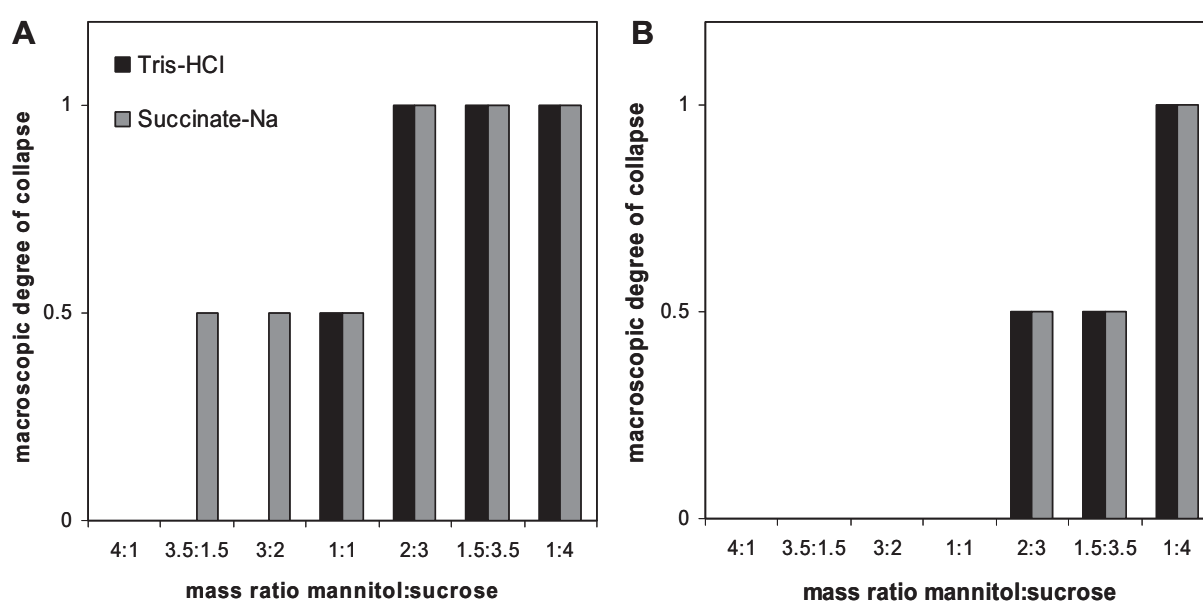 A
Tris-HCl
Succinate-Na
macroscopic degree of collapse
1
0.5
0
4:1 3.5:1.5 3:2 1:1 2:3 1.5:3.5 1:4
mass ratio mannitol:sucrose
B
macroscopic degree of collapse
1
0.5
0
4:1 3.5:1.5 3:2 1:1 2:3 1.5:3.5 1:4
mass ratio mannitol:sucrose